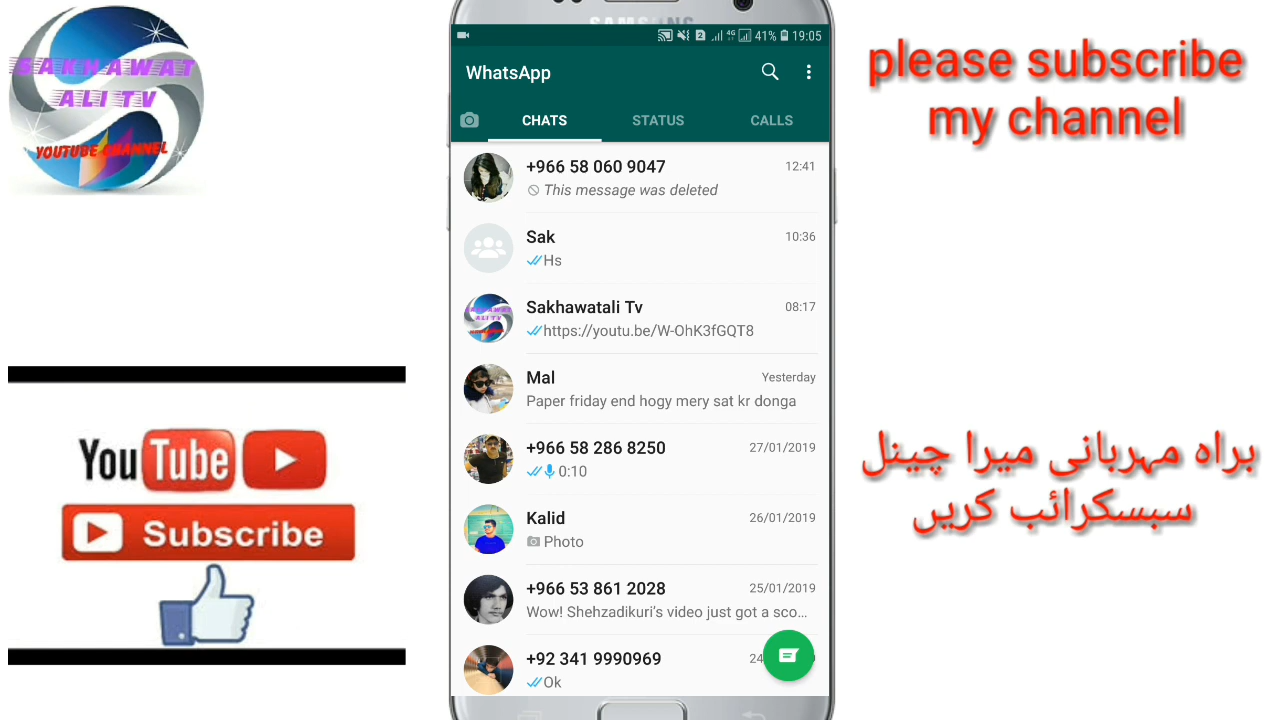 SAKHAWAT
ALI TV
YOUTUBE CHANNEL
YouTube
Subscribe
SAMSUNG
2 4G 41% 19:05
WhatsApp
CHATS STATUS CALLS
+966 58 060 9047 12:41
This message was deleted
Sak 10:36
Hs
Sakhawatali Tv 08:17
https://youtu.be/W-OhK3fGQT8
Mal Yesterday
Paper friday end hogy mery sat kr donga
+966 58 286 8250 27/01/2019
0:10
Kalid 26/01/2019
Photo
+966 53 861 2028 25/01/2019
Wow! Shehzadikuri's video just got a sco...
+92 341 9990969 24
Ok
please subscribe
my channel
براہ مہربانی میرا چینل
سبسکرائب کریں